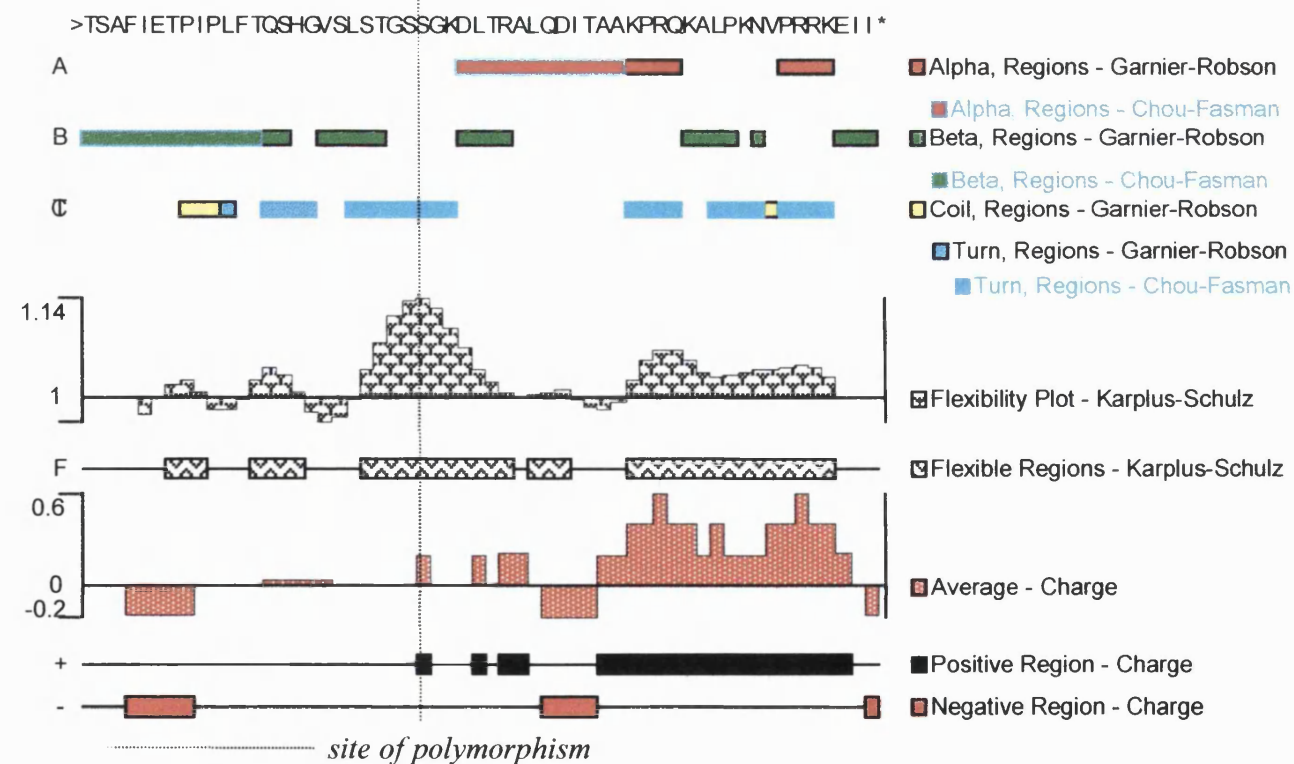 >TSAFIETPIPLFTQSHGVSLSTGSSGKDLTRALQDITAAKPRQKALPKNVPRRKEII*
A
Alpha, Regions - Garnier-Robson
Alpha, Regions - Chou-Fasman
B
Beta, Regions - Garnier-Robson
Beta, Regions - Chou-Fasman
Coil, Regions - Garnier-Robson
Turn, Regions - Garnier-Robson
Turn, Regions - Chou-Fasman
1.14
1
Flexibility Plot - Karplus-Schulz
F
Flexible Regions - Karplus-Schulz
0.6
0
-0.2
Average - Charge
+
Positive Region - Charge
-
Negative Region - Charge
site of polymorphism